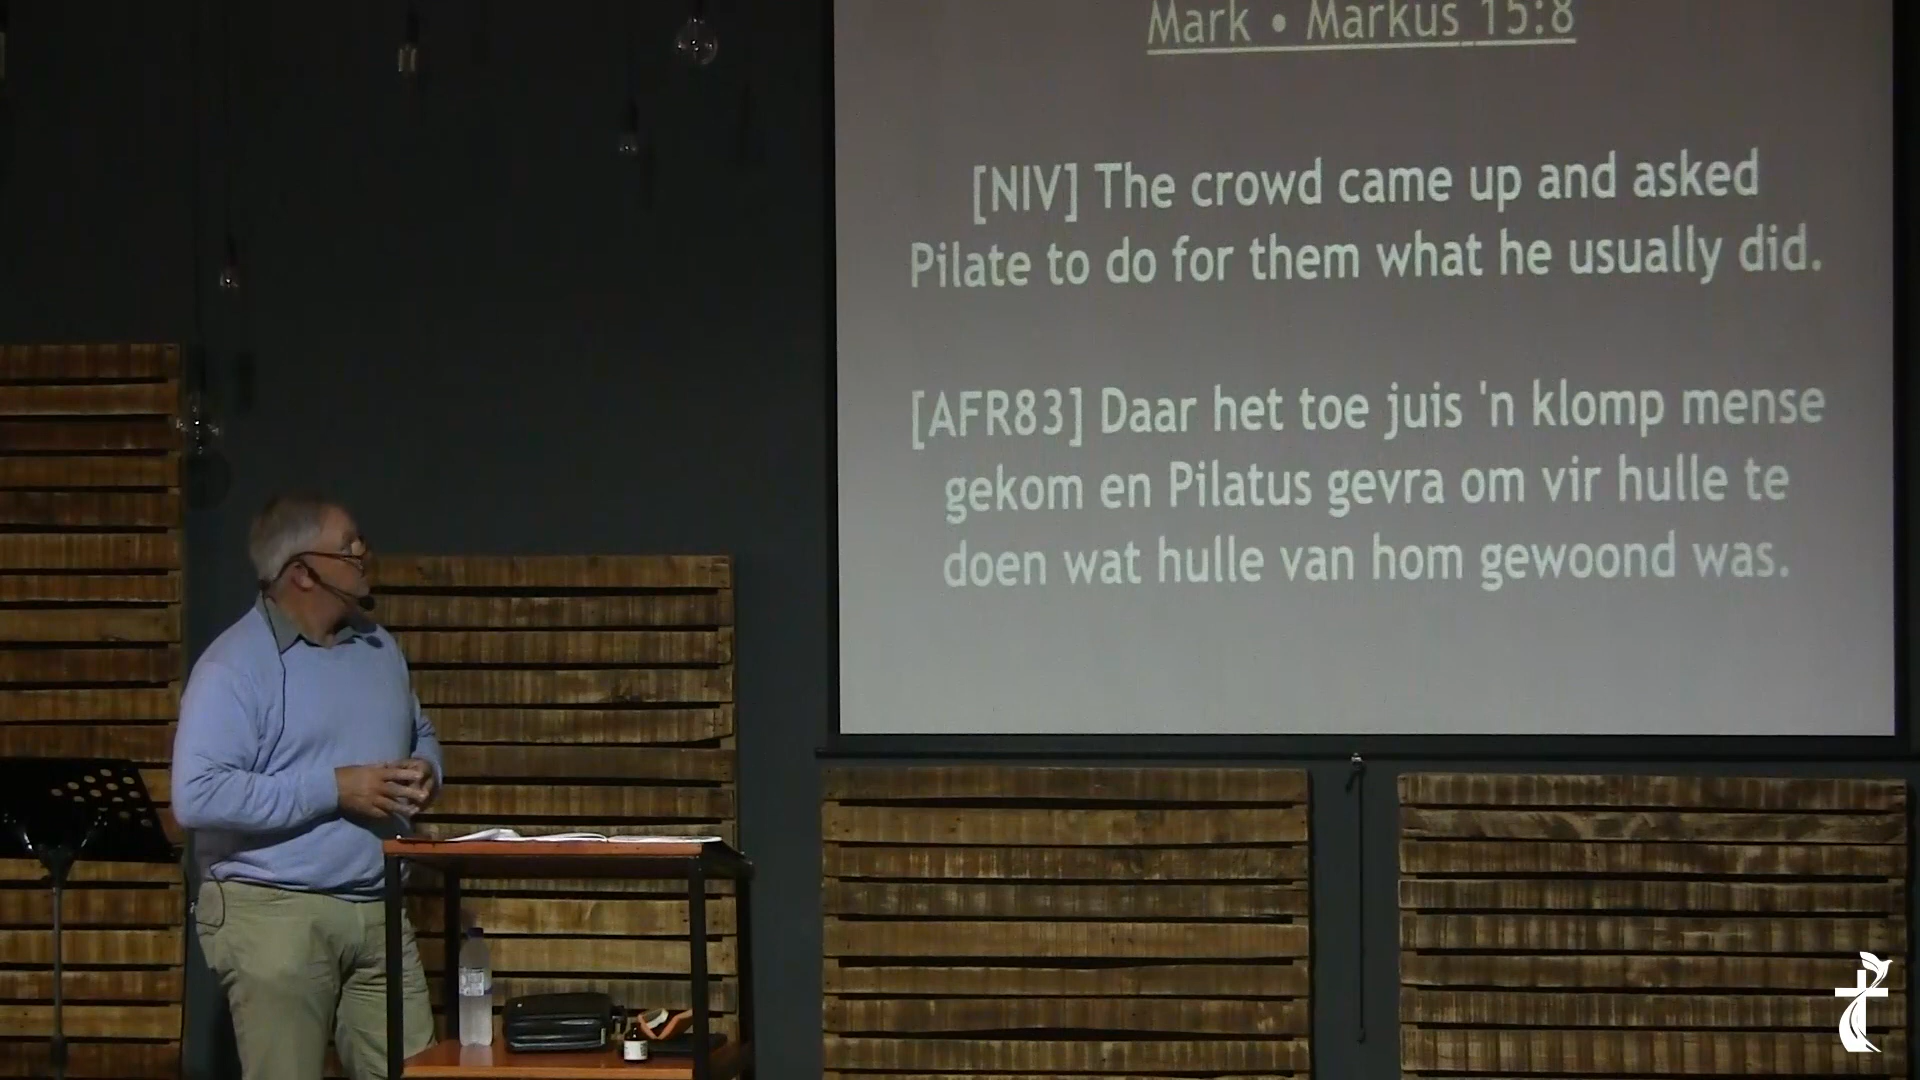 Mark • Markus 15:8
[NIV] The crowd came up and asked
Pilate to do for them what he usually did.
[AFR83] Daar het toe juis 'n klomp mense
gekom en Pilatus gevra om vir hulle te
doen wat hulle van hom gewoond was.